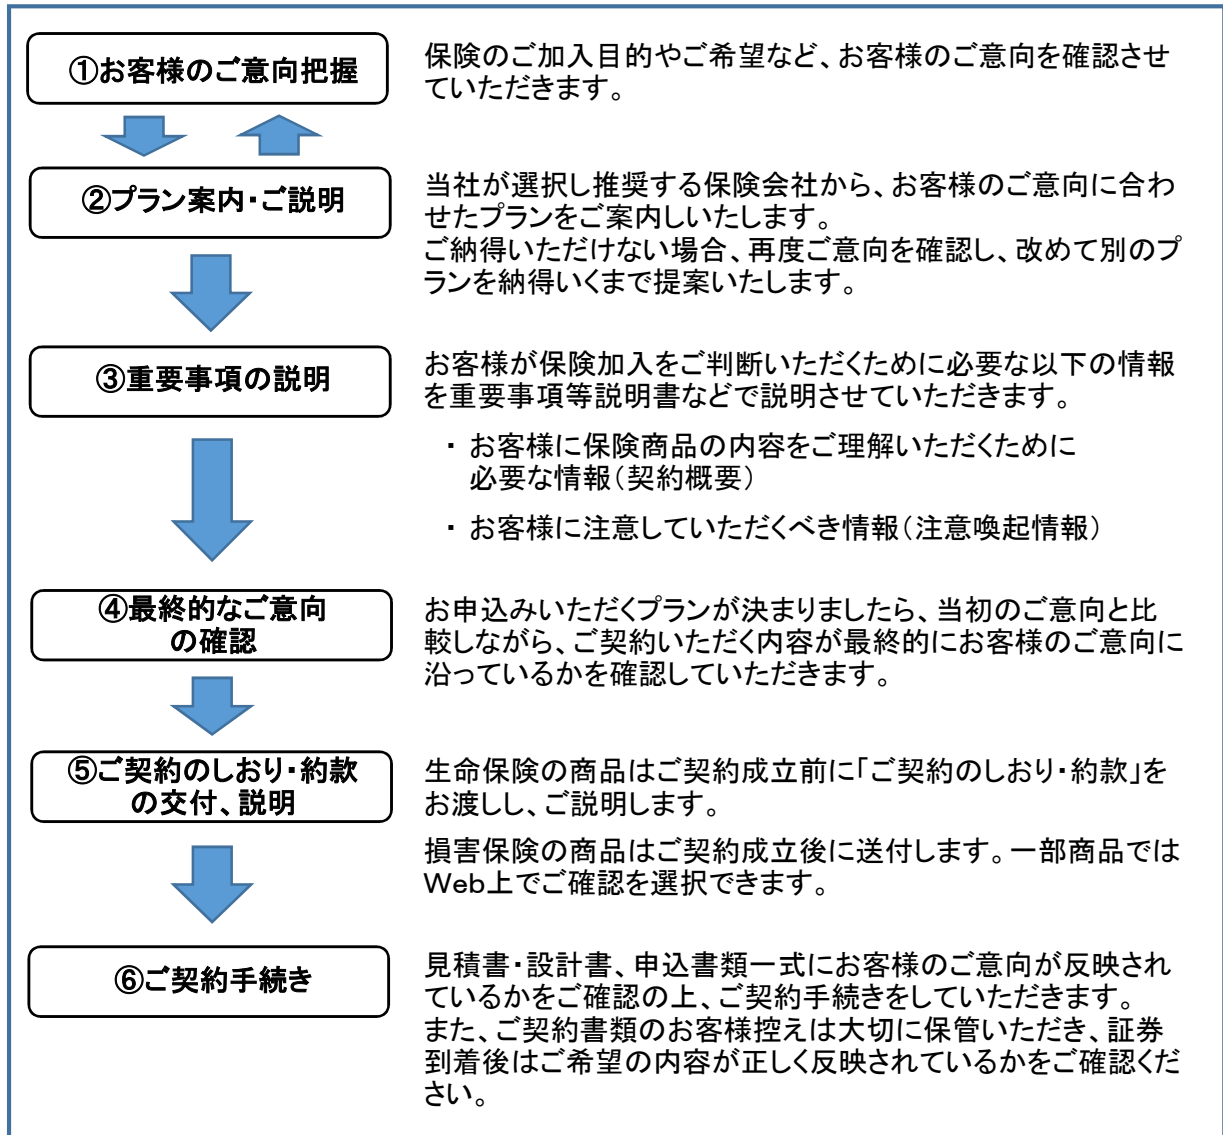 ①お客様のご意向把握
保険のご加入目的やご希望など、お客様のご意向を確認させ
ていただきます。
②プラン案内・ご説明
当社が選択し推奨する保険会社から、お客様のご意向に合わ
せたプランをご案内しいたします。
ご納得いただけない場合、再度ご意向を確認し、改めて別のプ
ランを納得いくまで提案いたします。
③重要事項の説明
お客様が保険加入をご判断いただくために必要な以下の情報
を重要事項等説明書などで説明させていただきます。
・ お客様に保険商品の内容をご理解いただくために
必要な情報(契約概要)
・ お客様に注意していただくべき情報(注意喚起情報)
④最終的なご意向
の確認
お申込みいただくプランが決まりましたら、当初のご意向と比
較しながら、ご契約いただく内容が最終的にお客様のご意向に
沿っているかを確認していただきます。
⑤ご契約のしおり・約款
の交付、説明
生命保険の商品はご契約成立前に「ご契約のしおり・約款」を
お渡しし、ご説明します。
損害保険の商品はご契約成立後に送付します。一部商品では
Web上でご確認を選択できます。
⑥ご契約手続き
見積書・設計書、申込書類一式にお客様のご意向が反映され
ているかをご確認の上、ご契約手続きをしていただきます。
また、ご契約書類のお客様控えは大切に保管いただき、証券
到着後はご希望の内容が正しく反映されているかをご確認くだ
さい。